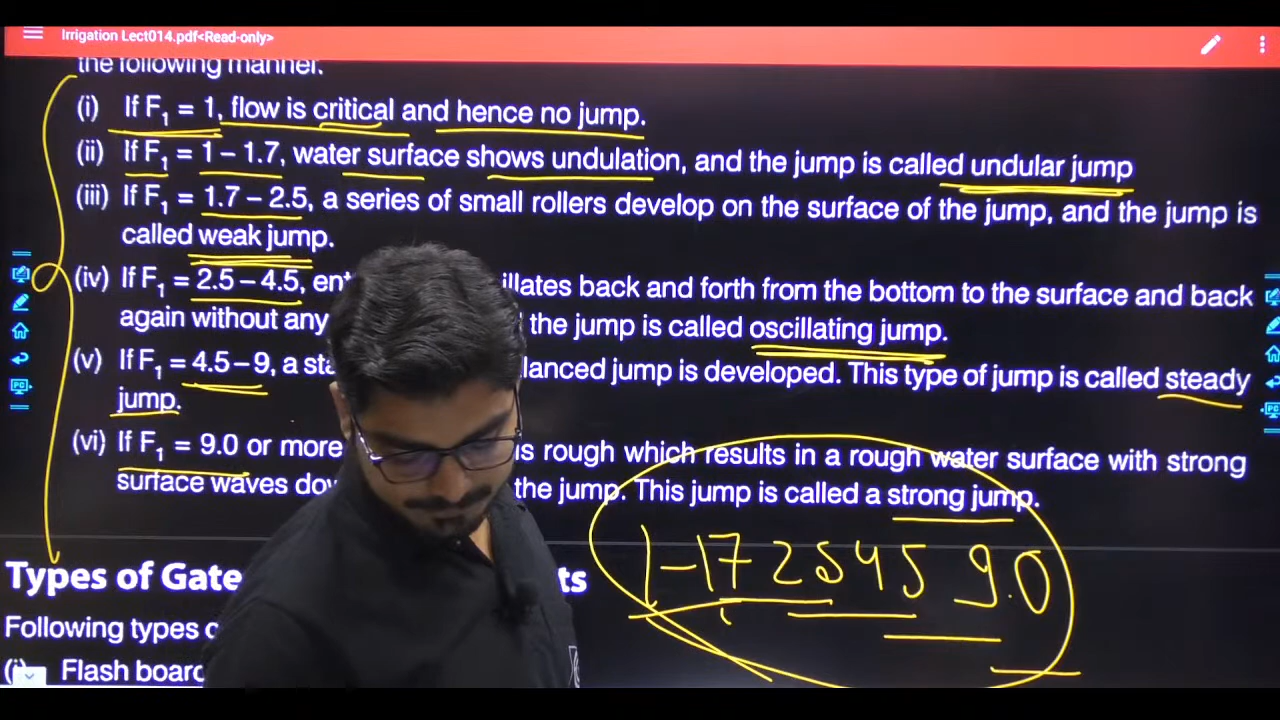 Irrigation Lect014.pdf<Read-only>
the following manner.
(i) If F1 = 1, flow is critical and hence no jump.
(ii) If F1 = 1 – 1.7, water surface shows undulation, and the jump is called undular jump
(iii) If F1 = 1.7 – 2.5, a series of small rollers develop on the surface of the jump, and the jump is
called weak jump.
(iv) If F1 = 2.5 – 4.5, illates back and forth from the bottom to the surface and back
again without any the jump is called oscillating jump.
(v) If F1 = 4.5 – 9, a lanced jump is developed. This type of jump is called steady
jump.
(vi) If F1 = 9.0 or more is rough which results in a rough water surface with strong
surface waves the jump. This jump is called a strong jump.
1–17 25 45 9.0
Types of Gate ts
Following types
(i) Flash board
PC
PC